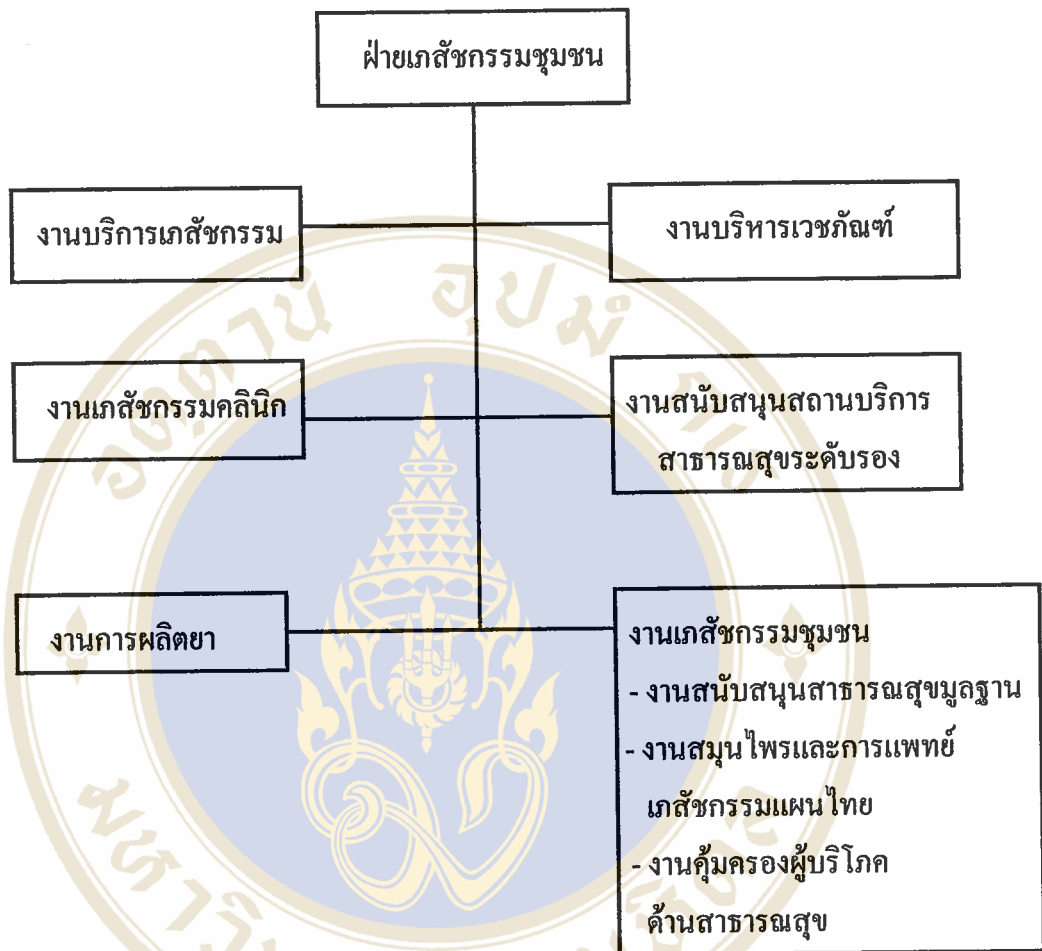 ฝ่ายเภสัชกรรมชุมชน
งานบริการเภสัชกรรม
งานบริหารเวชภัณฑ์
งานเภสัชกรรมคลินิก
งานสนับสนุนสถานบริการ
สาธารณสุขระดับรอง
งานการผลิตยา
งานเภสัชกรรมชุมชน
- งานสนับสนุนสาธารณสุขมูลฐาน
- งานสมุนไพรและการแพทย์
เภสัชกรรมแผนไทย
- งานคุ้มครองผู้บริโภค
ด้านสาธารณสุข
อตฺตานํ อุปมํ